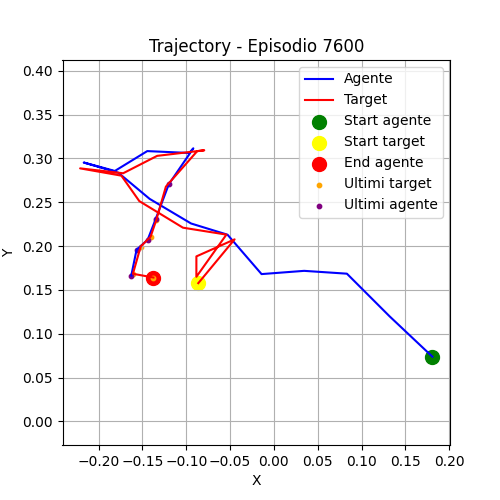 Trajectory - Episodio 7600
Agente
Target
Start agente
Start target
End agente
Ultimi target
Ultimi agente
Y
0.40
0.35
0.30
0.25
0.20
0.15
0.10
0.05
0.00
−0.20 −0.15 −0.10 −0.05 0.00 0.05 0.10 0.15 0.20
X